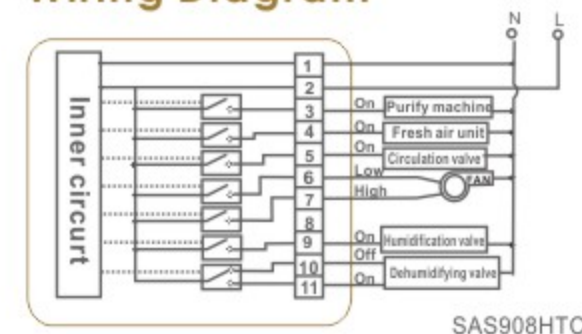 Wiring Diagram
N L
Inner circurt
1
2
3 On Purify machine
4 On Fresh air unit
5 On Circulation valve
6 Low FAN
7 High
8
9 On Humidification valve
10 Off Dehumidifying valve
11 On
SAS908HTC